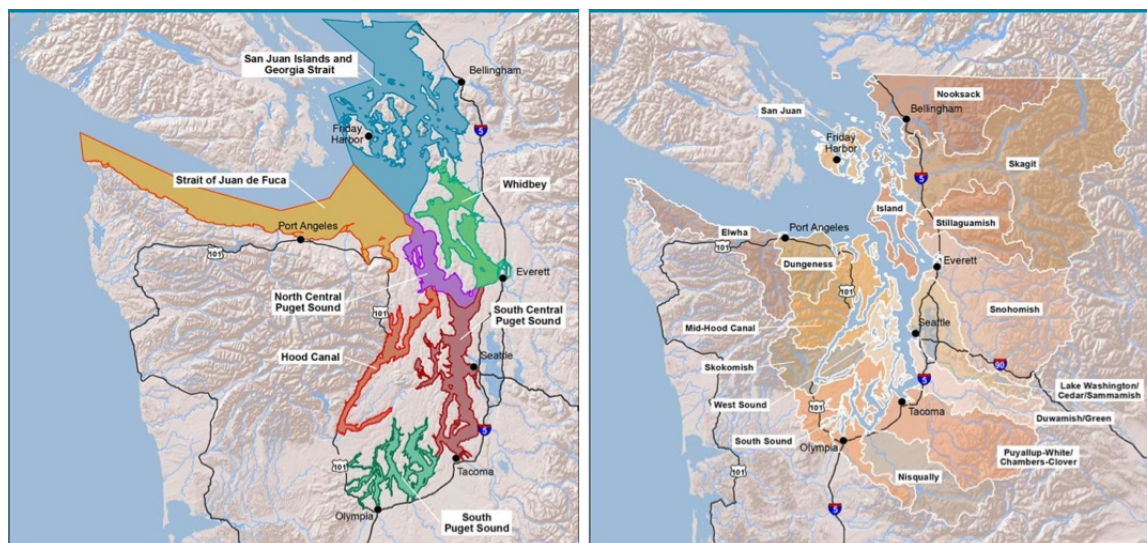 San Juan Islands and
Georgia Strait
Bellingham
Friday
Harbor
5
Strait of Juan de Fuca
Whidbey
Port Angeles
101
Everett
North Central
Puget Sound
South Central
Puget Sound
101
Hood Canal
Seattle
5
101
Tacoma
Olympia
South
Puget Sound
Nooksack
Bellingham
San Juan
Friday
Harbor
Skagit
5
Island
Stillaguamish
Elwha
Port Angeles
101
Dungeness
Everett
101
Snohomish
Mid-Hood Canal
Seattle
Skokomish
90
Lake Washington/
Cedar/Sammamish
West Sound
5
101
Tacoma
Duwamish/Green
South Sound
Olympia
Puyallup-White/
Chambers-Clover
101
Nisqually
5